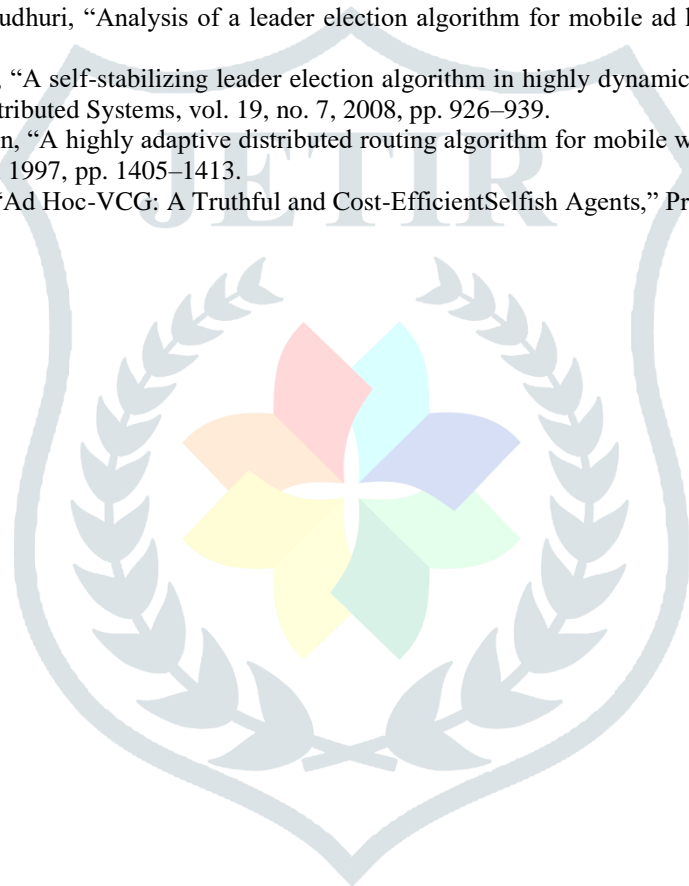 udhuri, “Analysis of a leader election algorithm for mobile ad
, “A self-stabilizing leader election algorithm in highly dynamic
tributed Systems, vol. 19, no. 7, 2008, pp. 926–939.
n, “A highly adaptive distributed routing algorithm for mobile w
1997, pp. 1405–1413.
“Ad Hoc-VCG: A Truthful and Cost-EfficientSelfish Agents,” Pr
JETIR